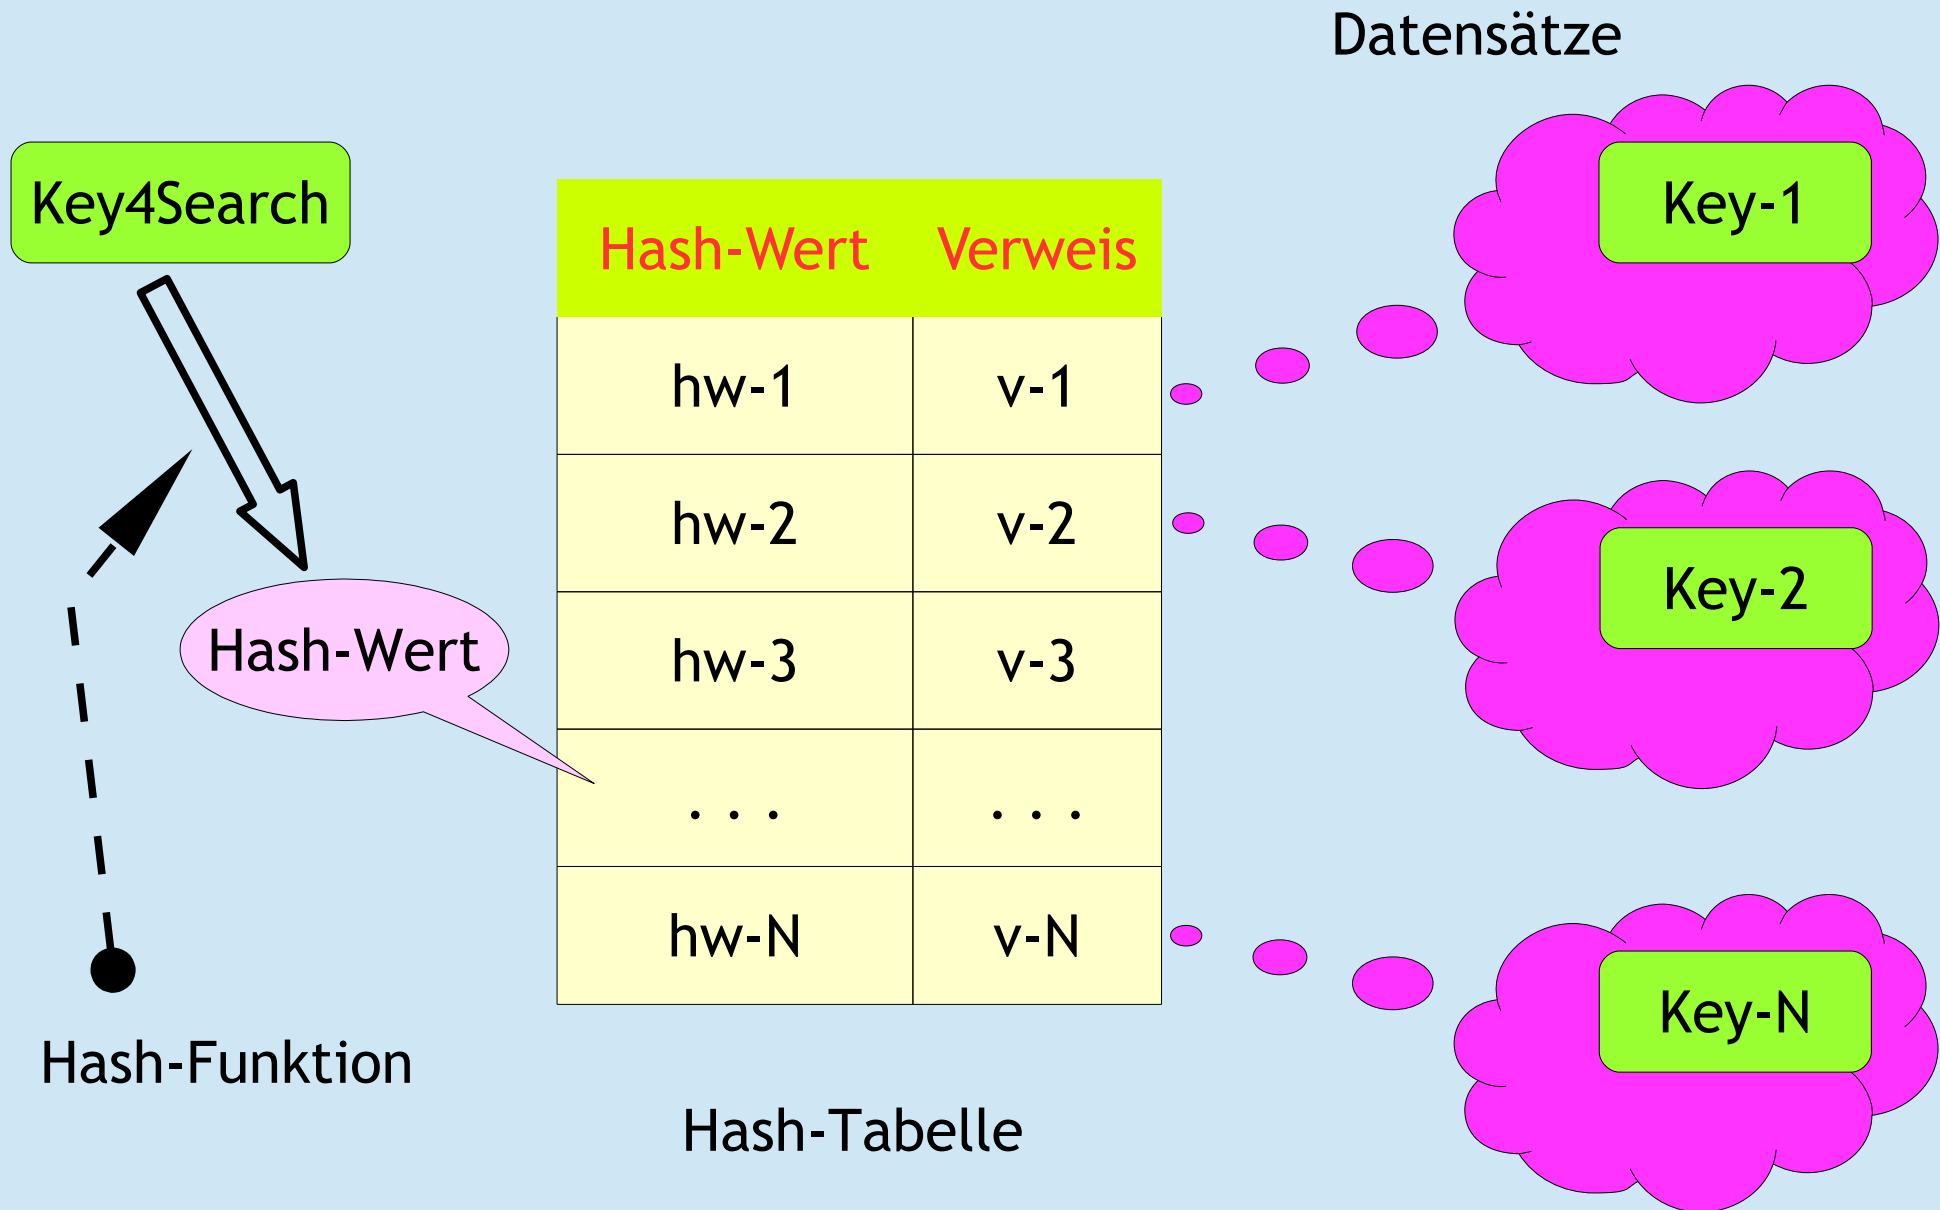 Datensätze
Key4Search
Hash-Wert Verweis
hw-1 v-1
hw-2 v-2
hw-3 v-3
. . . . . .
hw-N v-N
Hash-Wert
Hash-Funktion
Hash-Tabelle
Key-1
Key-2
Key-N